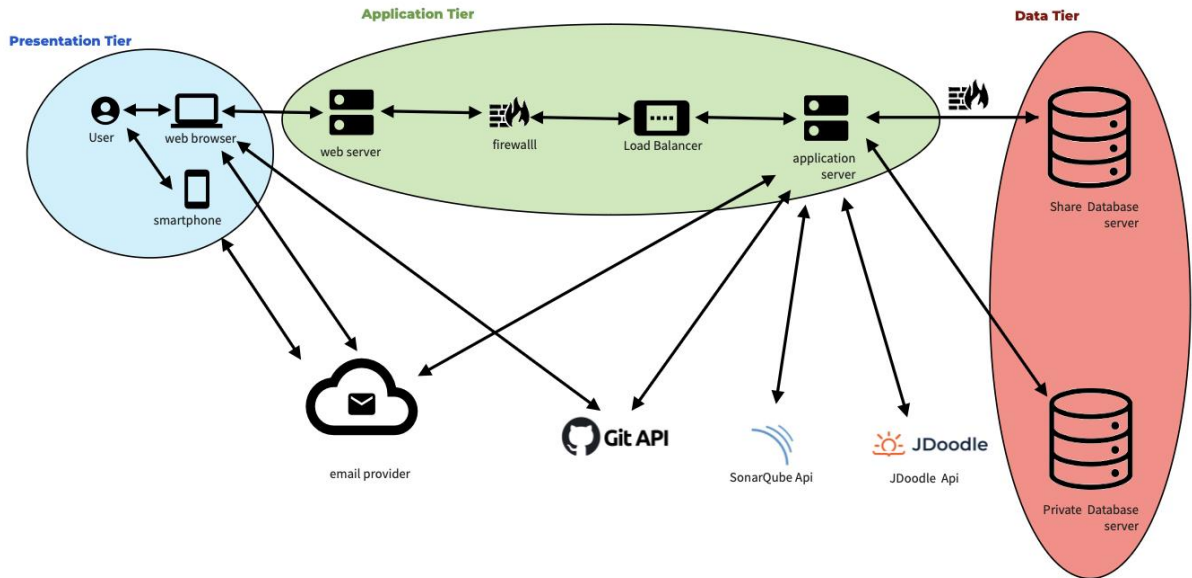 Application Tier
Data Tier
Presentation Tier
User
web browser
smartphone
web server
firewalll
Load Balancer
application
server
Share Database
server
email provider
Git API
SonarQube Api
JDoodle
JDoodle Api
Private Database
server